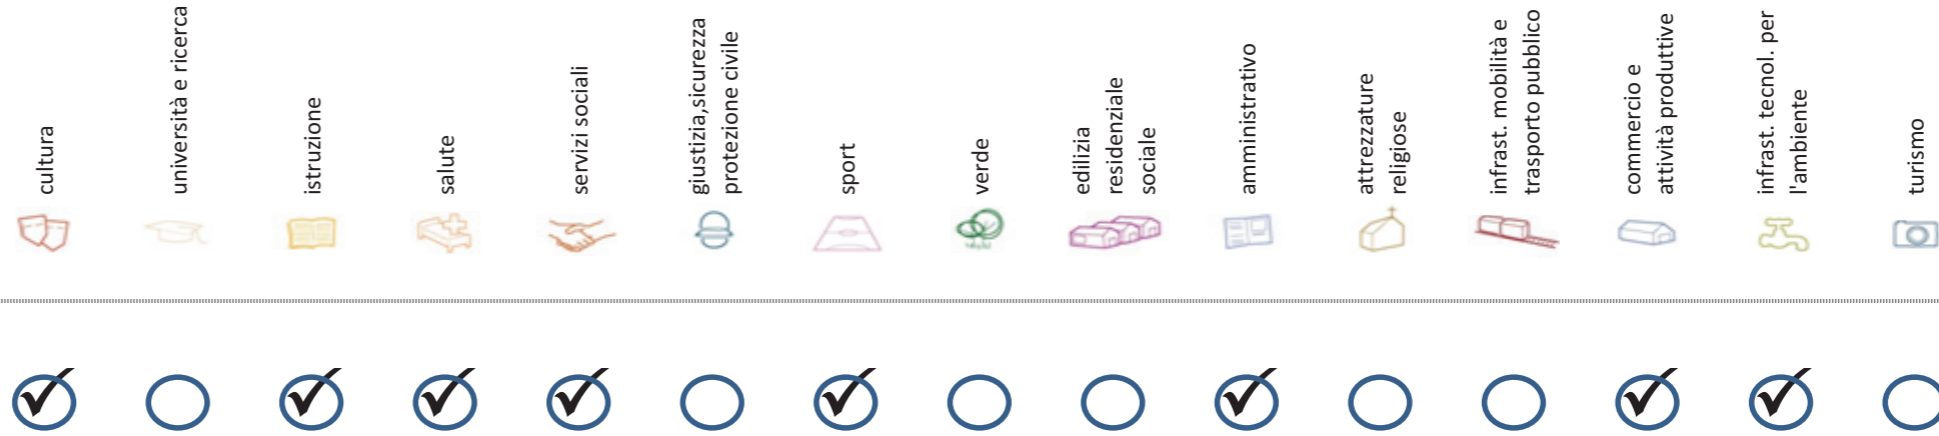 cultura
università e ricerca
istruzione
salute
servizi sociali
giustizia,sicurezza
protezione civile
sport
verde
edilizia
residenziale
sociale
amministrativo
attrezzature
religiose
infrast. mobilità e
trasporto pubblico
commercio e
attività produttive
infrast. tecnol. per
l'ambiente
turismo